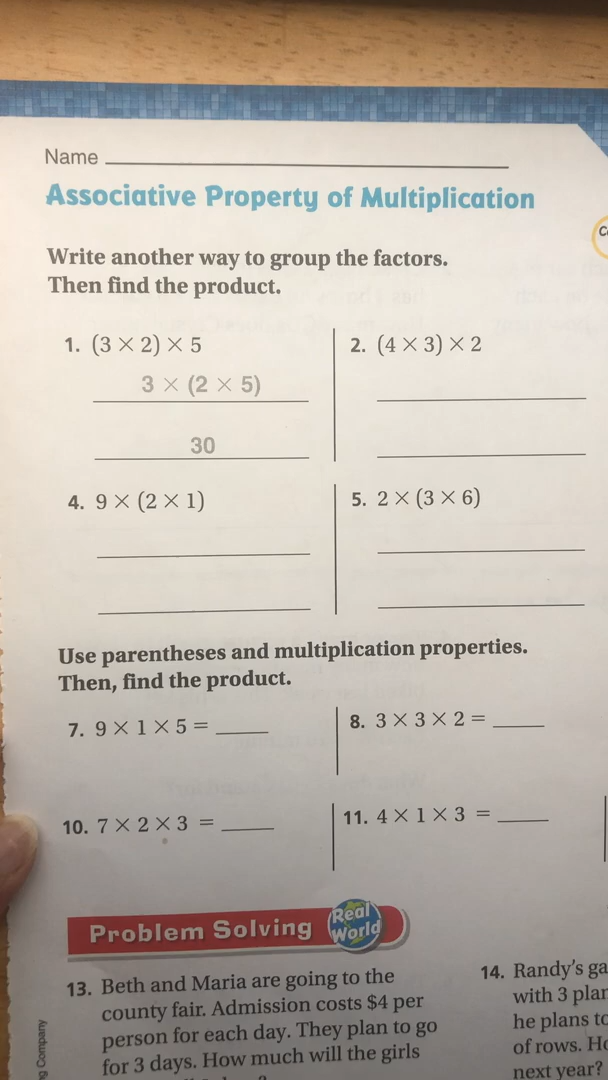 Name
Associative Property of Multiplication
Write another way to group the factors.
Then find the product.
1. (3 × 2) × 5
3 × (2 × 5)
30
2. (4 × 3) × 2
4. 9 × (2 × 1)
5. 2 × (3 × 6)
Use parentheses and multiplication properties.
Then, find the product.
7. 9 × 1 × 5 =
8. 3 × 3 × 2 =
10. 7 × 2 × 3 =
11. 4 × 1 × 3 =
Problem Solving Real
World
13. Beth and Maria are going to the
county fair. Admission costs $4 per
person for each day. They plan to go
for 3 days. How much will the girls
14. Randy's
with 3
he plans
of rows.
next year?
Company